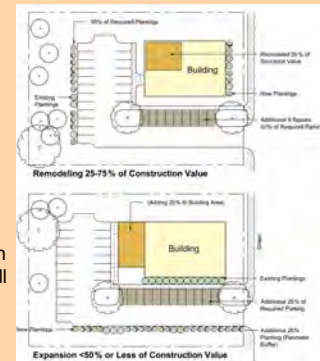 50% of Required Plantings
Remodeled 50% of
Structural Value
Building
Existing
Plantings
New Plantings
Additional 6 Spaces
50% of Required Parking
Remodeling 25-75% of Construction Value
(Adding 25% to Building Area)
Building
Street
Existing Plantings
Additional 25% of
Required Parking
New Plantings
Additional 25%
Planting (Perimeter
Buffer)
Expansion <50% or Less of Construction Value